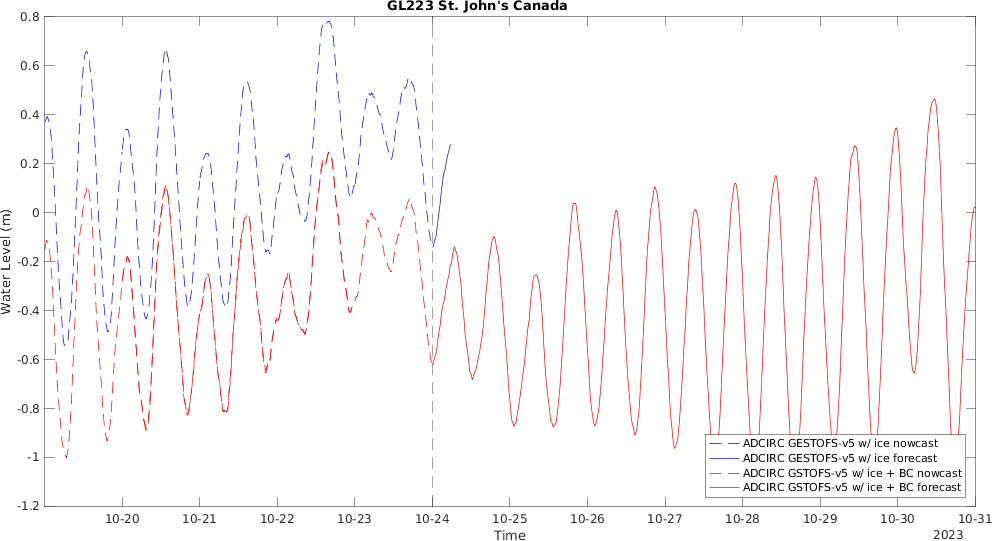 GL223 St. John's Canada
0.8
0.6
0.4
0.2
0
-0.2
-0.4
-0.6
-0.8
-1
-1.2
Water Level (m)
10-20 10-21 10-22 10-23 10-24 10-25 10-26 10-27 10-28 10-29 10-30 10-31
Time
2023
ADCIRC GESTOFS-v5 w/ ice nowcast
ADCIRC GESTOFS-v5 w/ ice forecast
ADCIRC GSTOFS-v5 w/ ice + BC nowcast
ADCIRC GSTOFS-v5 w/ ice + BC forecast